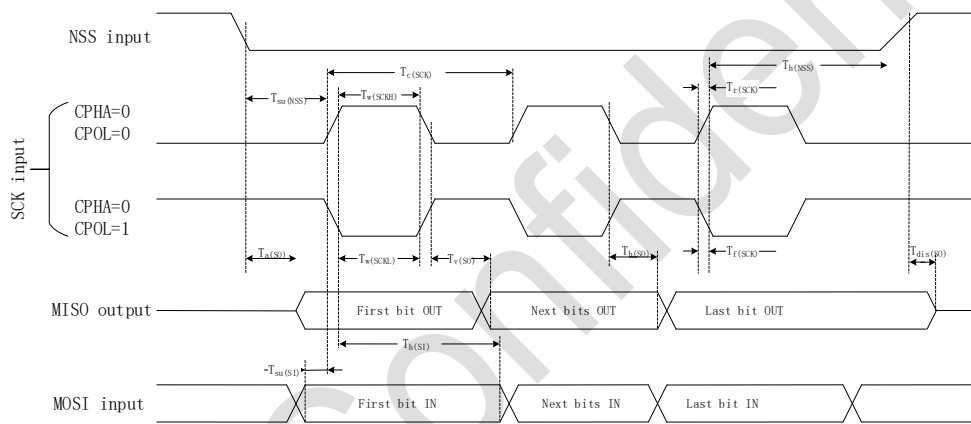 NSS input
Tc(SCK)
Th(NSS)
Tsu(NSS)
Tw(SCKH)
Tr(SCK)
SCK input
CPHA=0
CPOL=0
CPHA=0
CPOL=1
Ta(SO)
Tw(SCKL)
Tv(SO)
Th(SO)
Tf(SCK)
Tdis(SO)
MISO output
First bit OUT
Next bits OUT
Last bit OUT
Th(SI)
Tsu(SI)
MOSI input
First bit IN
Next bits IN
Last bit IN
Confiden